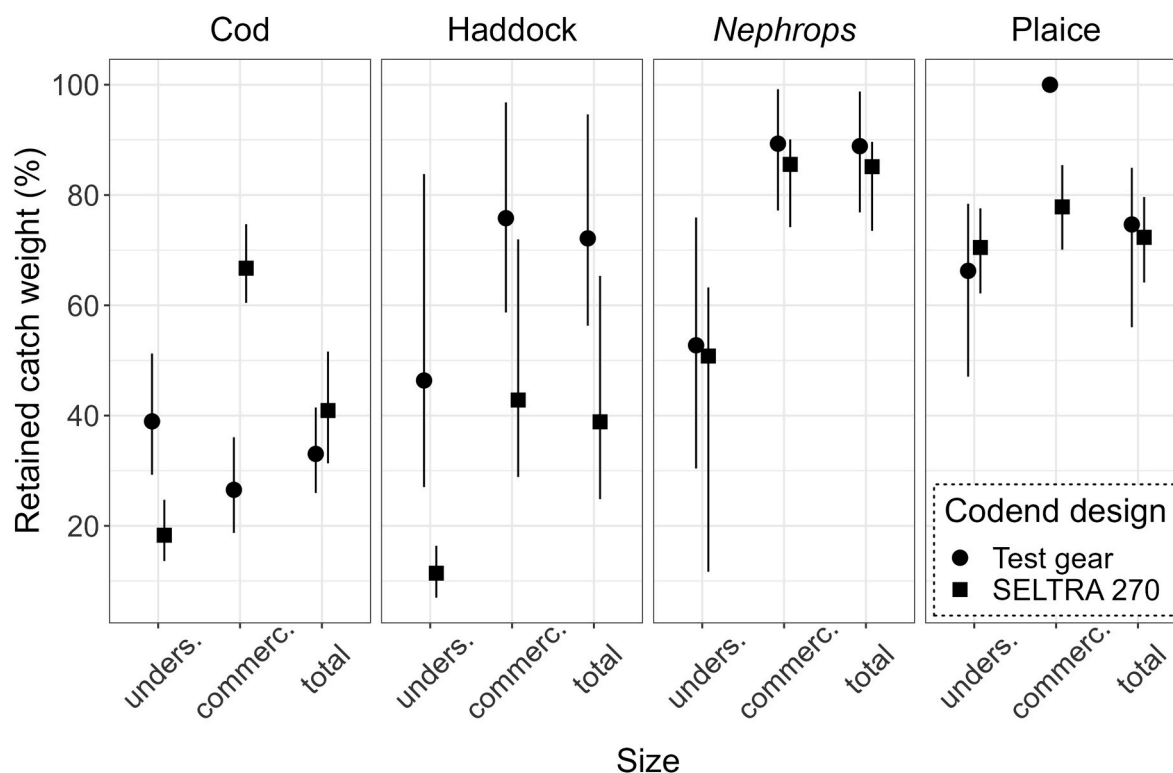 Cod Haddock Nephrops Plaice
Retained catch weight (%)
100
80
60
40
20
Codend design
Test gear
SELTRA 270
unders. commerc. total unders. commerc. total unders. commerc. total unders. commerc. total
Size